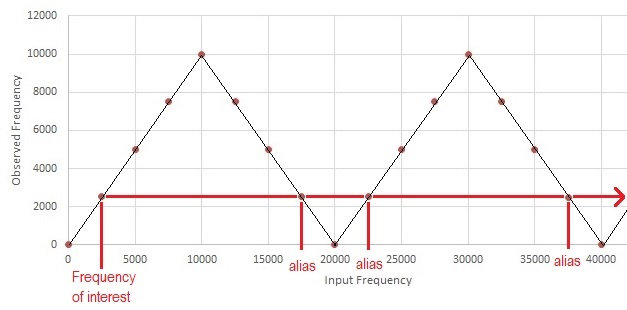 12000
10000
8000
6000
4000
2000
0
Observed Frequency
0 5000 10000 15000 20000 25000 30000 35000 40000
alias alias alias
Frequency
of interest
Input Frequency